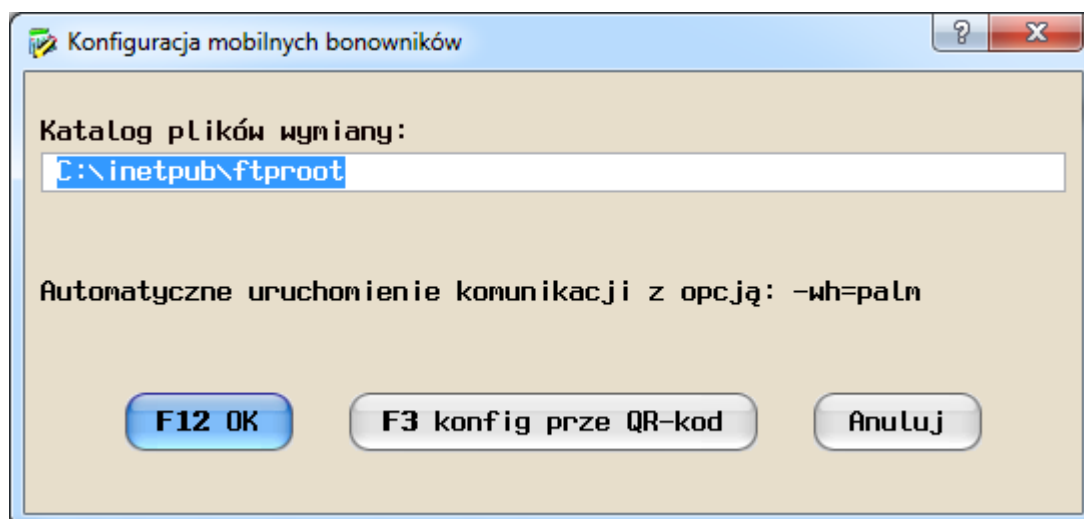 Konfiguracja mobilnych bonowników
Katalog plików wymiany:
C:\inetpub\ftproot
Automatyczne uruchomienie komunikacji z opcją: -wh=palm
F12 OK F3 konfig prze QR-kod Anuluj